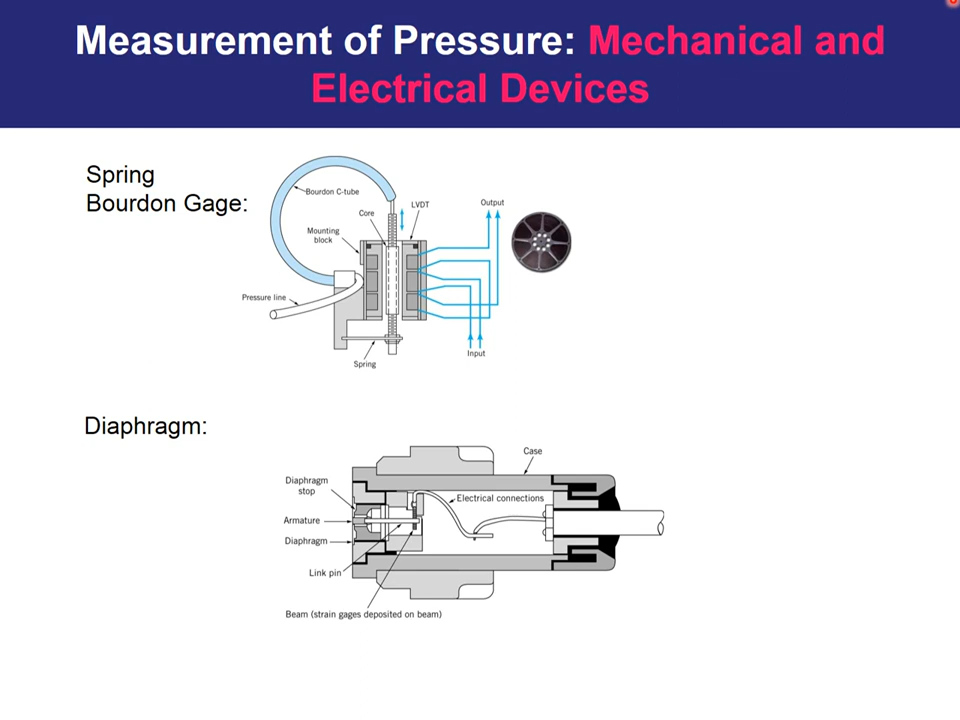 Measurement of Pressure: Mechanical and
Electrical Devices
Spring
Bourdon Gage:
Bourdon C-tube
LVDT
Output
Core
Mounting
block
Pressure line
Spring
Input
Diaphragm:
Case
Diaphragm
stop
Electrical connections
Armature
Diaphragm
Link pin
Beam (strain gages deposited on beam)